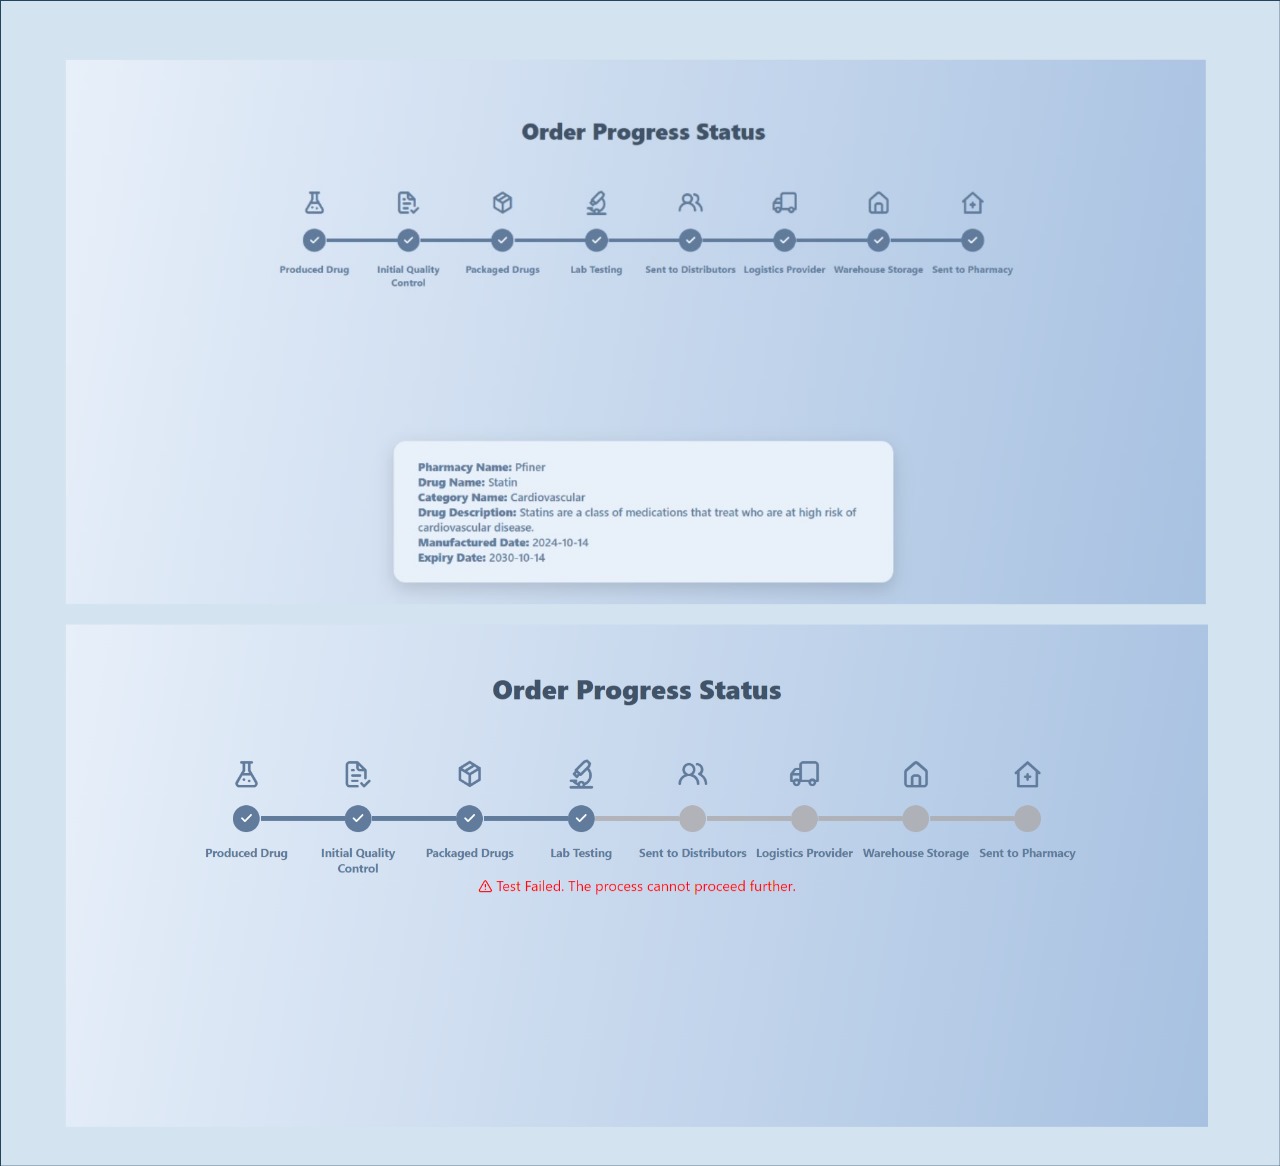 Order Progress Status
Produced Drug
Initial Quality
Control
Packaged Drugs
Lab Testing
Sent to Distributors
Logistics Provider
Warehouse Storage
Sent to Pharmacy
Pharmacy Name: Pfiner
Drug Name: Statin
Category Name: Cardiovascular
Drug Description: Statins are a class of medications that treat who are at high risk of
cardiovascular disease.
Manufactured Date: 2024-10-14
Expiry Date: 2030-10-14
Order Progress Status
Produced Drug
Initial Quality
Control
Packaged Drugs
Lab Testing
Sent to Distributors
Logistics Provider
Warehouse Storage
Sent to Pharmacy
Test Failed. The process cannot proceed further.